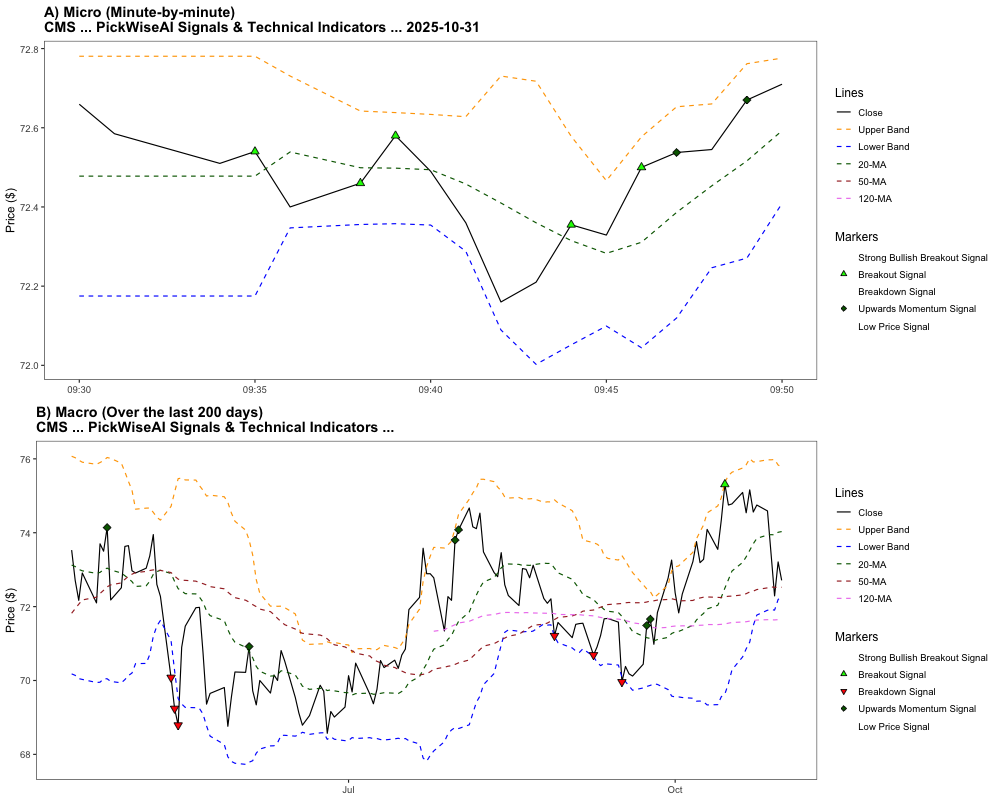 A) Micro (Minute-by-minute)
CMS ... PickWiseAI Signals & Technical Indicators ... 2025-10-31
Price ($)
72.8
72.6
72.4
72.2
72.0
09:30
09:35
09:40
09:45
09:50
Lines
Close
Upper Band
Lower Band
20-MA
50-MA
120-MA
Markers
Strong Bullish Breakout Signal
Breakout Signal
Breakdown Signal
Upwards Momentum Signal
Low Price Signal
B) Macro (Over the last 200 days)
CMS ... PickWiseAI Signals & Technical Indicators ...
Price ($)
76
74
72
70
68
Jul
Oct
Lines
Close
Upper Band
Lower Band
20-MA
50-MA
120-MA
Markers
Strong Bullish Breakout Signal
Breakout Signal
Breakdown Signal
Upwards Momentum Signal
Low Price Signal